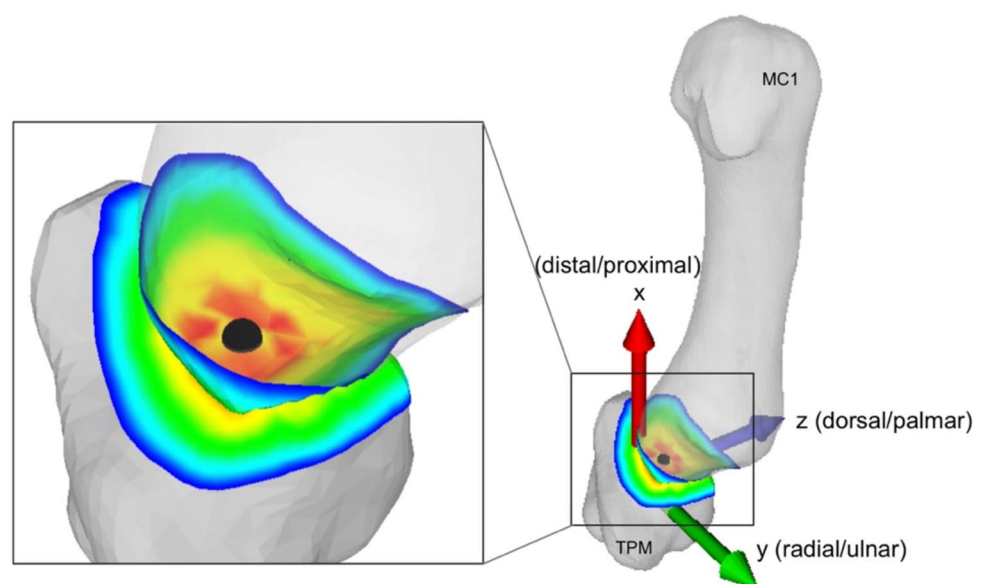 MC1
(distal/proximal)
x
z (dorsal/palmar)
TPM
y (radial/ulnar)